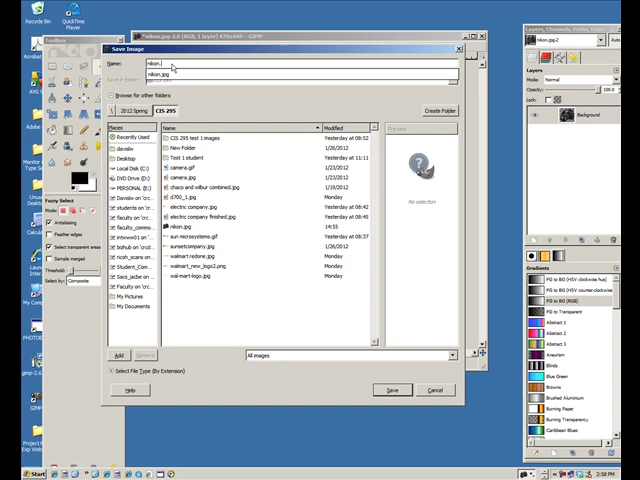 Recycle Bin
QuickTime Player
Toolbox
*nikon.jpg-2.0 (RGB, 1 layer) 470x440 – GIMP
Save Image
Name:
nikon.
nikon.jpg
Save in folder:
Browse for other folders
\
2012 Spring
CIS 295
Create Folder
Places
Name
Modified
Preview
Recently Used
davislw
Desktop
Local Disk (C:)
DVD Drive (D:)
PERSONAL (E:)
My Pictures
My Documents
CIS 295 test 1 images
Yesterday at 08:52
New Folder
1/26/2012
Test 1 student
Yesterday at 11:11
camera.gif
1/23/2012
camera.jpg
1/23/2012
chaco and wilbur combined.jpg
1/19/2012
d700_1.jpg
Monday
electric company.jpg
Yesterday at 08:42
electric company finished.jpg
Yesterday at 08:45
nikon.jpg
14:55
sun microsystems.gif
Yesterday at 08:37
sunsetcompany.jpg
1/26/2012
walmart redone.jpg
Monday
walmart_new_logo2.png
Monday
wal-mart-logo.jpg
Monday
No selection
Add
Remove
All images
Select File Type (By Extension)
Help
Save
Cancel
Fuzzy Select
Mode:
Antialiasing
Feather edges
Select transparent areas
Sample merged
Threshold:
Select by:
Composite
Layers, Channels, Paths, Undo...
nikon.jpg-2
Auto
Layers
Mode:
Normal
Opacity:
100.0
Lock:
Background
Gradients
FG to BG (HSV clockwise hue)
FG to BG (HSV counter-clockwise
FG to BG (RGB)
FG to Transparent
Abstract 1
Abstract 2
Abstract 3
Aneurism
Blinds
Blue Green
Browns
Brushed Aluminium
Burning Paper
Burning Transparency
Caribbean Blues
Start
2:58 PM